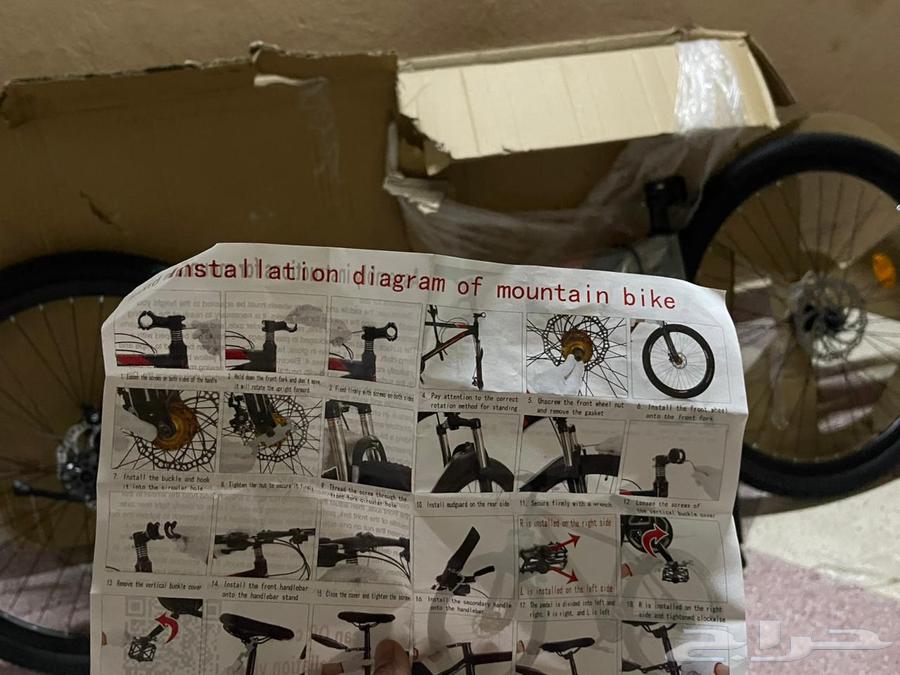 Installation diagram of mountain bike
1 Loosen the screws on both sides of the handle
2 Hold down the front fork and don't move,
it will rotate the upright forward
3 Fixed firmly with screws on both sides
4 Pay attention to the correct
rotation method for standing
5 Unscrew the front wheel nut
and remove the gasket
6 Install the front wheel
onto the front fork
7 Install the buckle and hook
it into the circular hole
8 Tighten the nut to secure it firmly
9 Thread the screw through the
front fork circular hole
10 Install mudguard on the rear side
11 Secure firmly with a wrench
12 Loosen the screws of
the vertical buckle cover
13 Remove the vertical buckle cover
14 Install the front handlebar
onto the handlebar stand
15 Close the cover and tighten the screw
16 Install the secondary handle
onto the handlebar
R is installed on the right side
L is installed on the left side
17 The pedal is divided into left and
right, R is right, and L is left
18 R is installed on the right
side and tightened clockwise
حراج